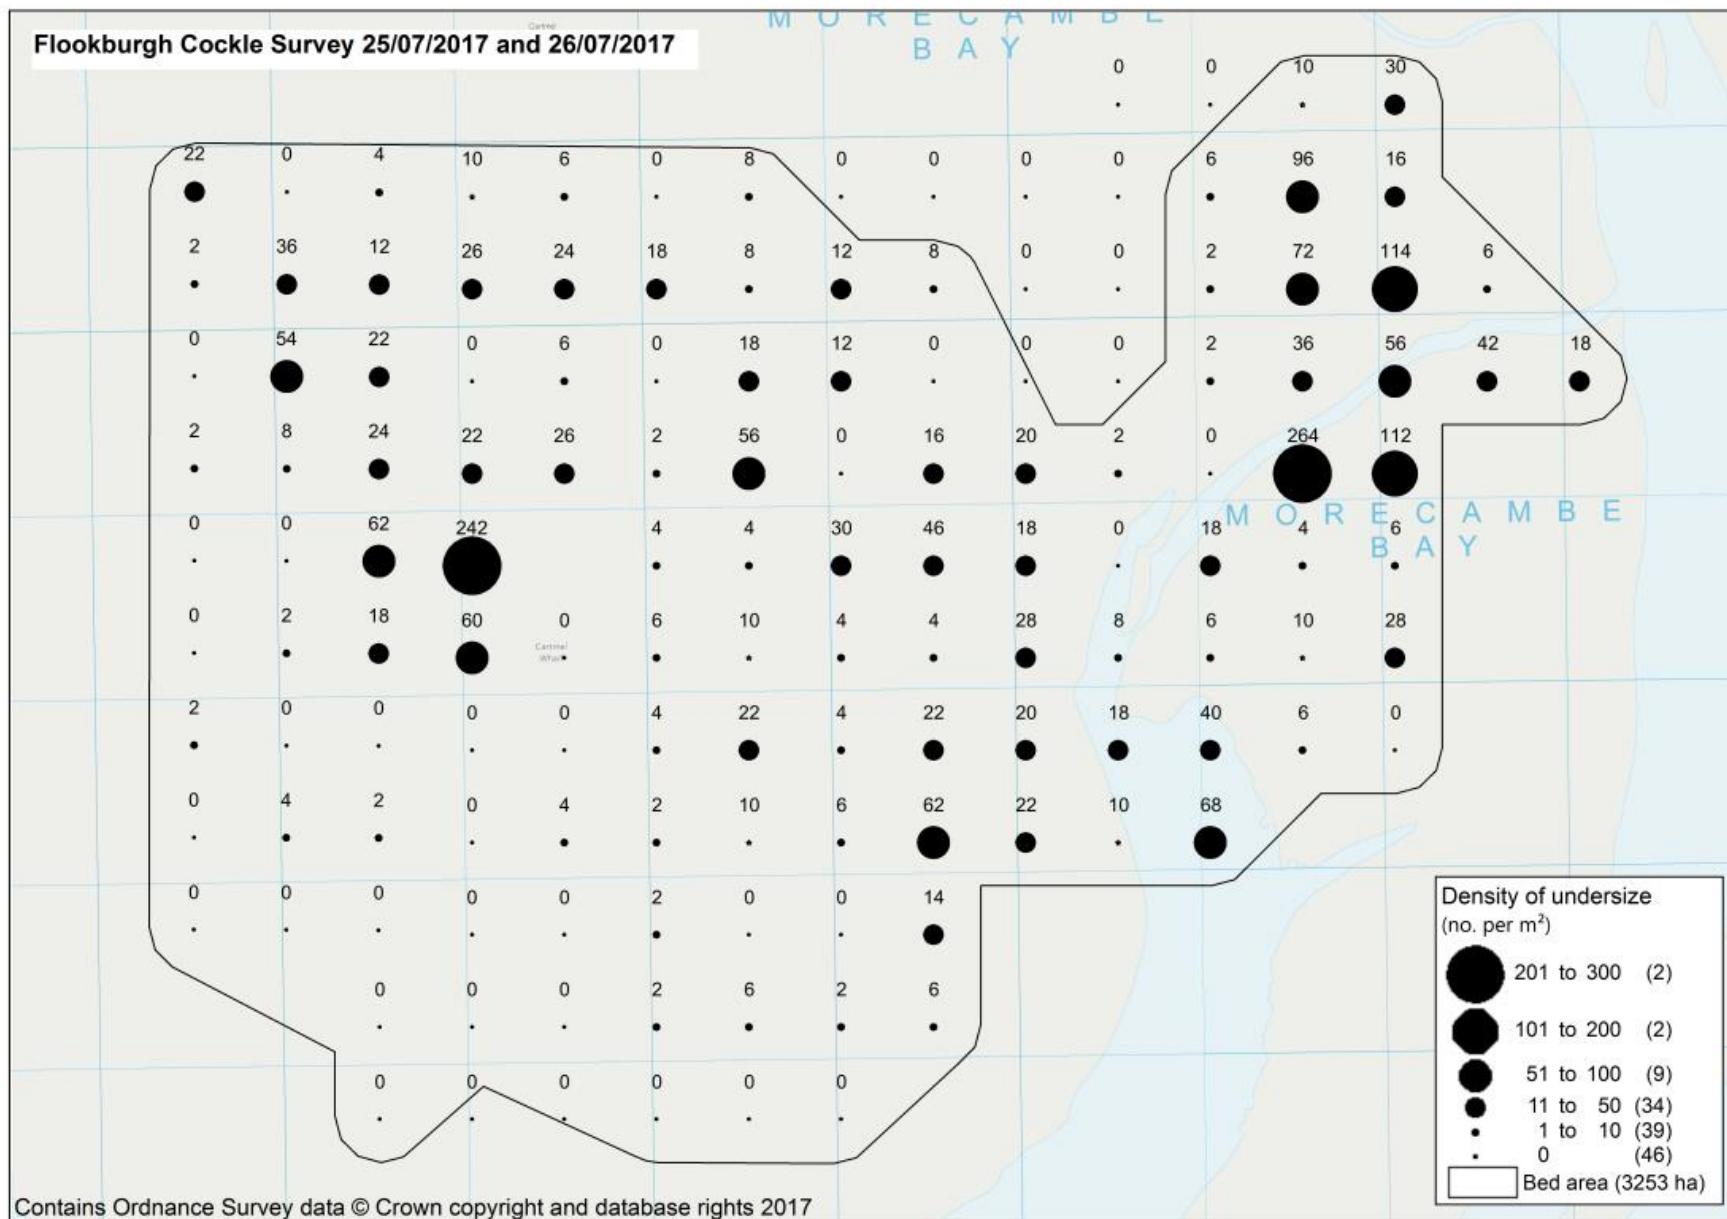 MORECAMBE
BAY
Cartmel
Flookburgh Cockle Survey 25/07/2017 and 26/07/2017
0 0 10 30
22 0 4 10 6 0 8 0 0 0 0 6 96 16
2 36 12 26 24 18 8 12 8 0 0 2 72 114 6
0 54 22 0 6 0 18 12 0 0 0 2 36 56 42 18
2 8 24 22 26 2 56 0 16 20 2 0 264 112
MORECAMBE
BAY
0 0 62 242 4 4 30 46 18 0 18 4 6
0 2 18 60 0 6 10 4 4 28 8 6 10 28
Cartmel
Wharf
2 0 0 0 0 4 22 4 22 20 18 40 6 0
0 4 2 0 4 2 10 6 62 22 10 68
0 0 0 0 0 2 0 0 14
0 0 0 2 6 2 6
0 0 0 0 0 0
Density of undersize
(no. per m²)
201 to 300 (2)
101 to 200 (2)
51 to 100 (9)
11 to 50 (34)
1 to 10 (39)
0 (46)
Bed area (3253 ha)
Contains Ordnance Survey data © Crown copyright and database rights 2017